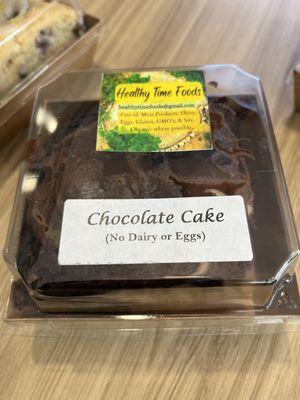 Healthy Time Foods
healthytimefoods@gmail.com
Free of: Meat Products, Dairy,
Eggs, Gluten, GMO's, & Soy.
Organic where possible.
Chocolate Cake
(No Dairy or Eggs)